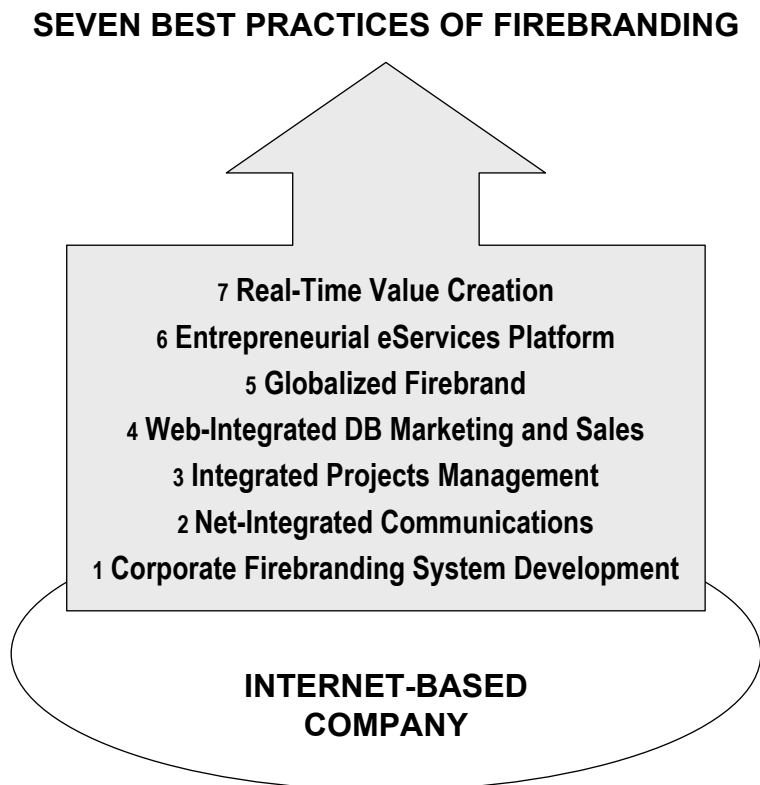 SEVEN BEST PRACTICES OF FIREBRANDING
7 Real-Time Value Creation
6 Entrepreneurial eServices Platform
5 Globalized Firebrand
4 Web-Integrated DB Marketing and Sales
3 Integrated Projects Management
2 Net-Integrated Communications
1 Corporate Firebranding System Development
INTERNET-BASED
COMPANY